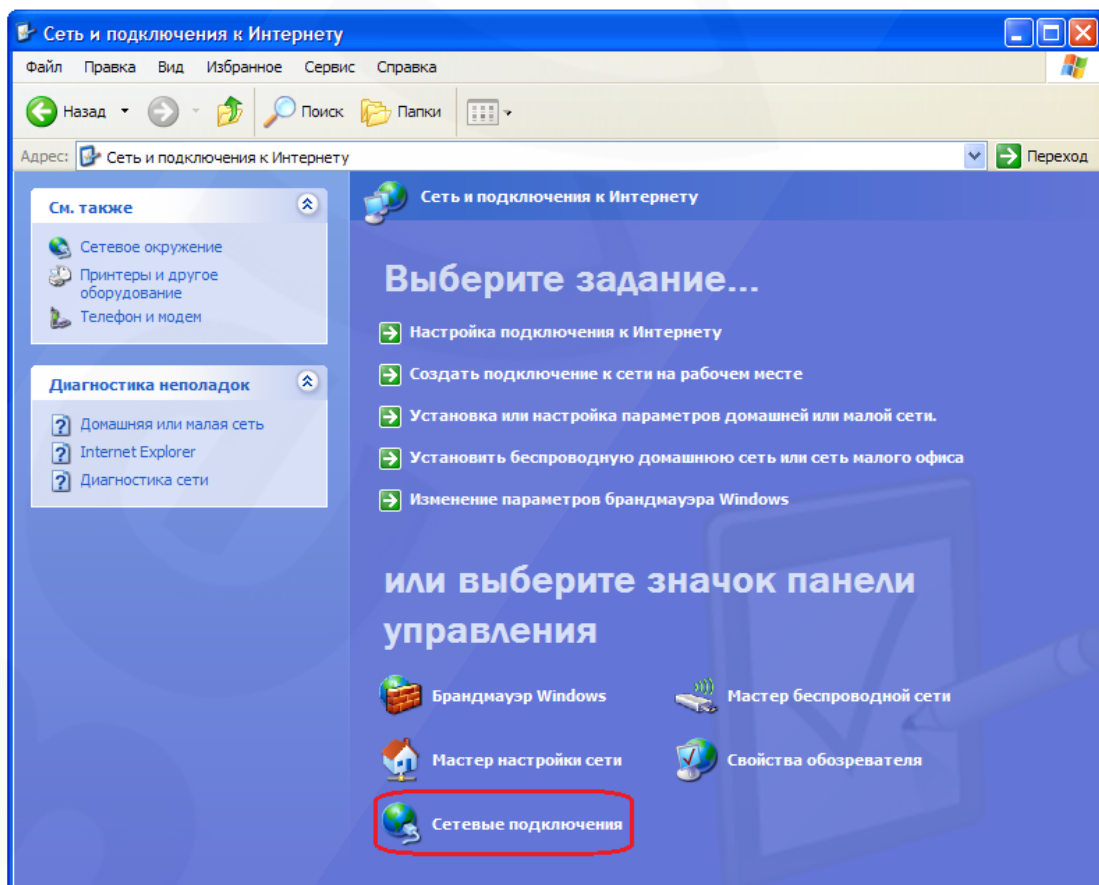 Сеть и подключения к Интернету
Файл Правка Вид Избранное Сервис Справка
Назад Поиск Папки
Адрес: Сеть и подключения к Интернету Переход
См. также
Сетевое окружение
Принтеры и другое
оборудование
Телефон и модем
Диагностика неполадок
Домашняя или малая сеть
Internet Explorer
Диагностика сети
Сеть и подключения к Интернету
Выберите задание...
Настройка подключения к Интернету
Создать подключение к сети на рабочем месте
Установка или настройка параметров домашней или малой сети.
Установить беспроводную домашнюю сеть или сеть малого офиса
Изменение параметров брандмауэра Windows
или выберите значок панели
управления
Брандмауэр Windows
Мастер беспроводной сети
Мастер настройки сети
Свойства обозревателя
Сетевые подключения